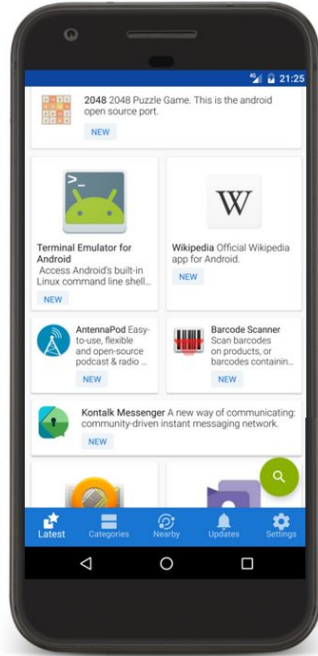 4G 21:25
2048 2048 Puzzle Game. This is the android
open source port.
NEW
>_
Terminal Emulator for
Android
Access Android's built-in
Linux command line shell...
NEW
W
Wikipedia Official Wikipedia
app for Android.
NEW
AntennaPod Easy-
to-use, flexible
and open-source
podcast & radio ...
NEW
Barcode Scanner
Scan barcodes
on products, or
barcodes containin...
NEW
Kontalk Messenger A new way of communicating:
community-driven instant messaging network.
NEW
Latest Categories Nearby Updates Settings